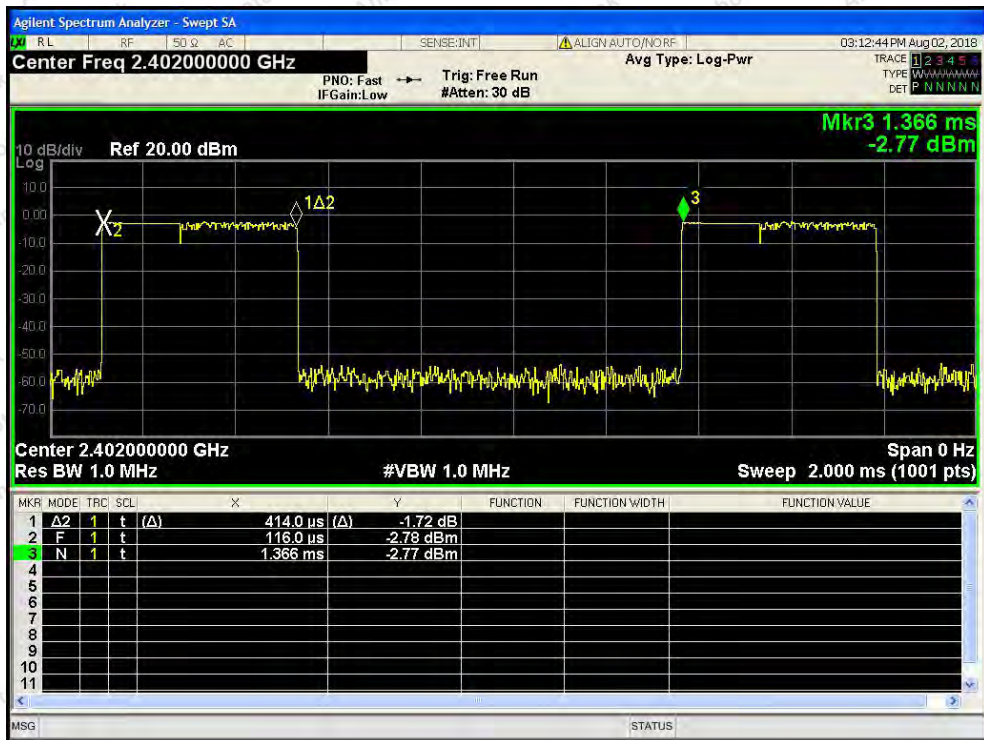 Agilent Spectrum Analyzer - Swept SA
LXI RL RF 50 Ω AC SENSE:INT ALIGN AUTO/NO RF 03:12:44 PM Aug 02, 2018
Center Freq 2.402000000 GHz Avg Type: Log-Pwr TRACE 1 2 3 4 5 6
PNO: Fast Trig: Free Run TYPE WWWWWW
IFGain:Low #Atten: 30 dB DET P N N N N N
Mkr3 1.366 ms
10 dB/div Ref 20.00 dBm -2.77 dBm
Log
10.0
1Δ2
3
0.00
2
-10.0
-20.0
-30.0
-40.0
-50.0
-60.0
-70.0
Center 2.402000000 GHz Span 0 Hz
Res BW 1.0 MHz #VBW 1.0 MHz Sweep 2.000 ms (1001 pts)
MKR MODE TRC SCL X Y FUNCTION FUNCTION WIDTH FUNCTION VALUE
1 Δ2 1 t (Δ) 414.0 µs (Δ) -1.72 dB
2 F 1 t 116.0 µs -2.78 dBm
3 N 1 t 1.366 ms -2.77 dBm
4
5
6
7
8
9
10
11
MSG STATUS